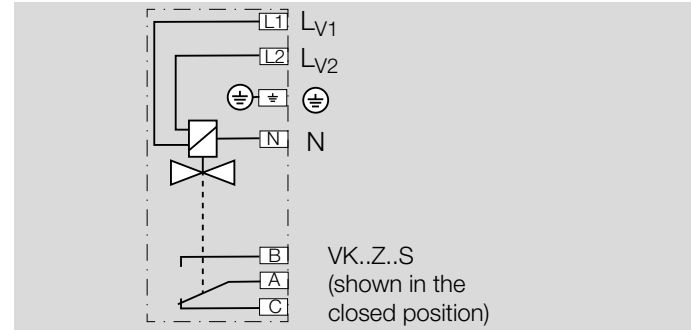 L1 LV1
L2 LV2
N N
B VK..Z..S
A (shown in the
C closed position)